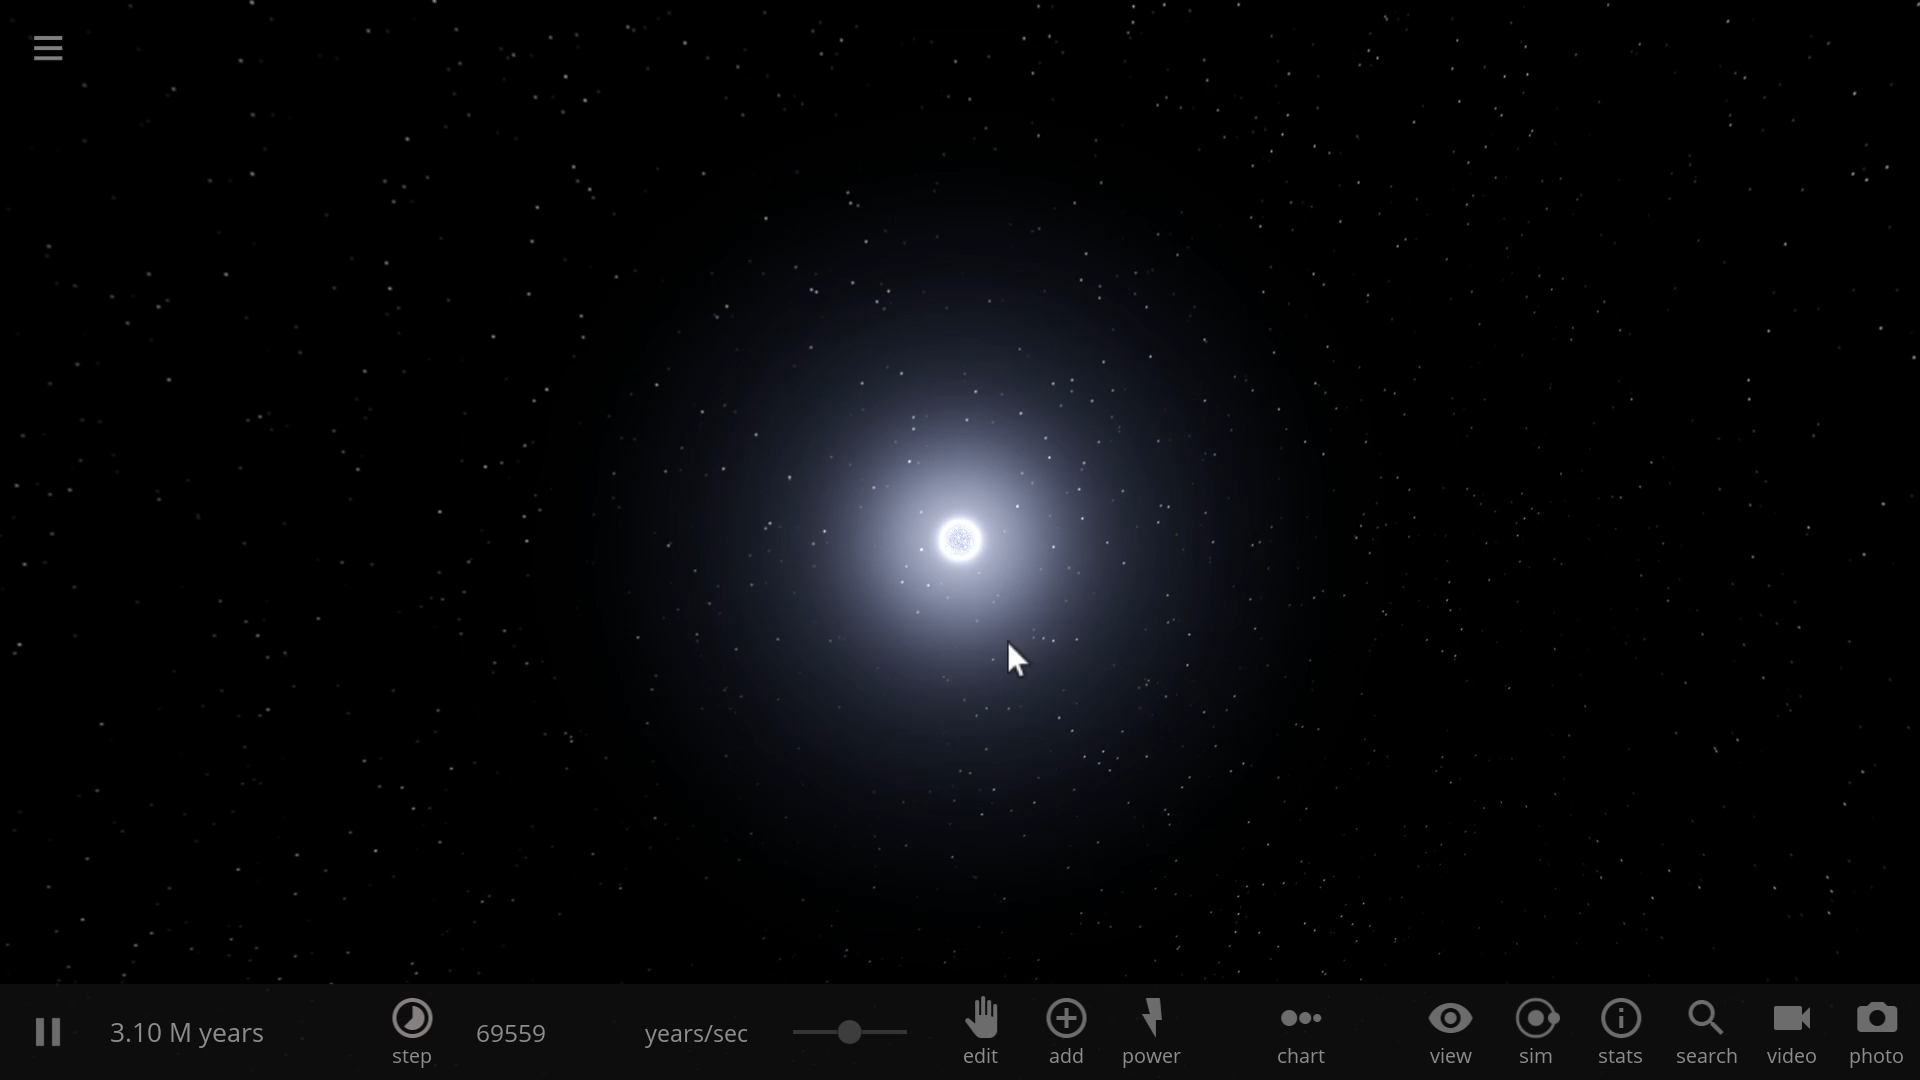 3.10 M years
step
69559
years/sec
edit
add
power
chart
view
sim
stats
search
video
photo